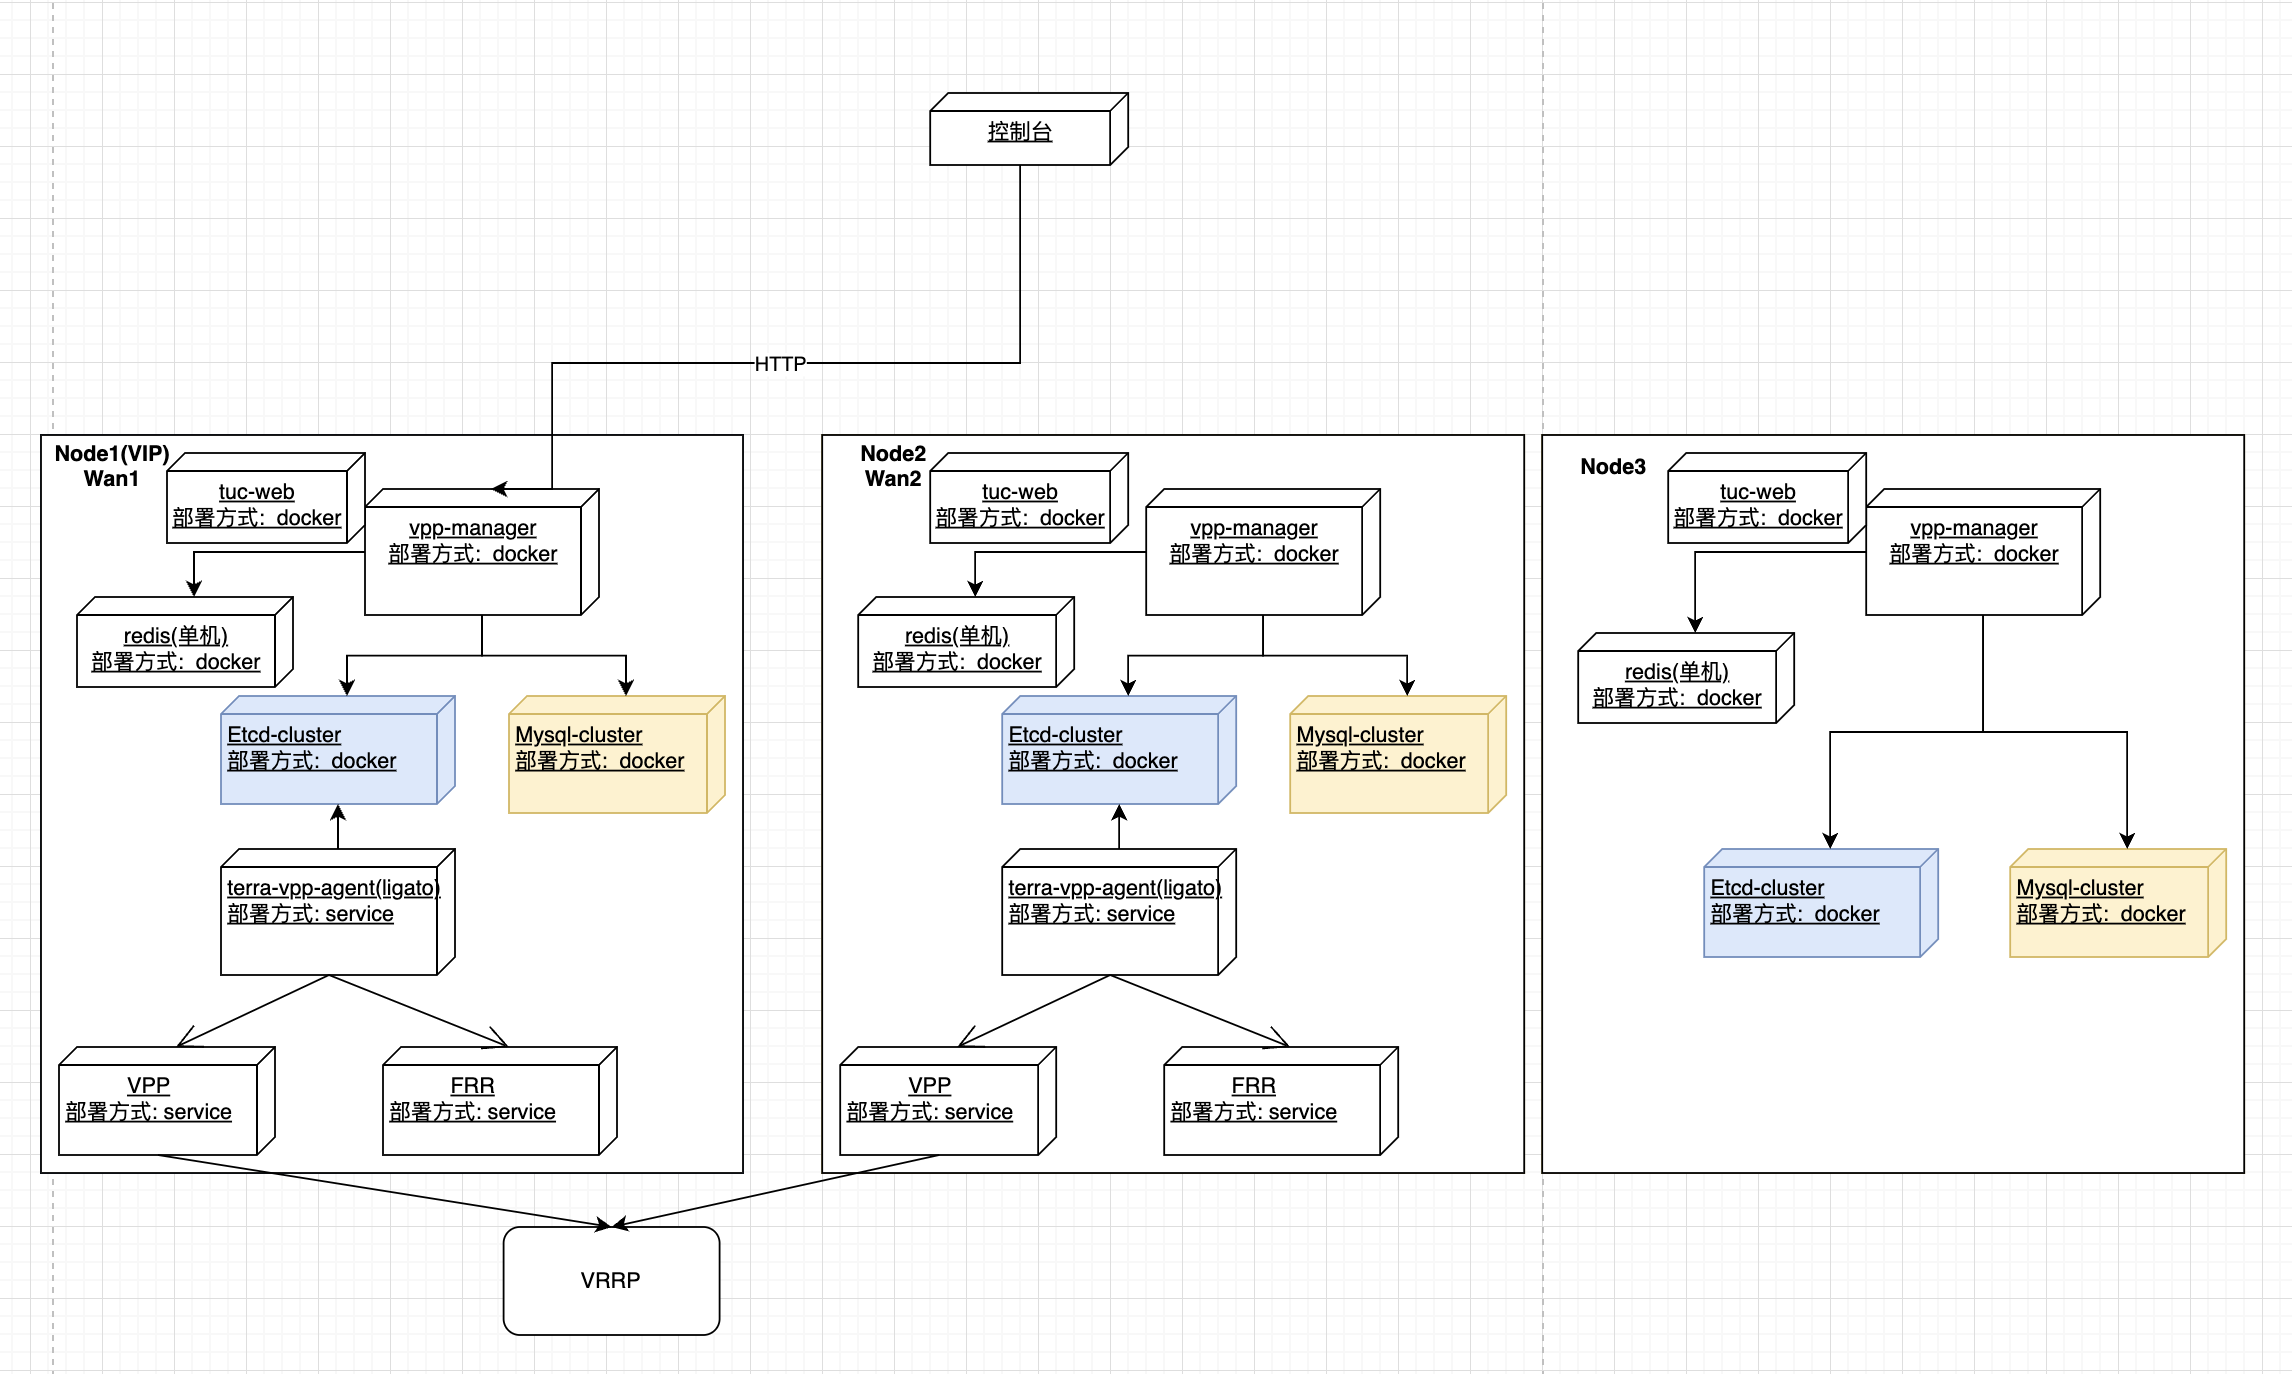 控制台
HTTP
Node1(VIP)
Wan1
tuc-web
部署方式: docker
vpp-manager
部署方式: docker
redis(单机)
部署方式: docker
Etcd-cluster
部署方式: docker
Mysql-cluster
部署方式: docker
terra-vpp-agent(ligato)
部署方式: service
VPP
部署方式: service
FRR
部署方式: service
Node2
Wan2
tuc-web
部署方式: docker
vpp-manager
部署方式: docker
redis(单机)
部署方式: docker
Etcd-cluster
部署方式: docker
Mysql-cluster
部署方式: docker
terra-vpp-agent(ligato)
部署方式: service
VPP
部署方式: service
FRR
部署方式: service
Node3
tuc-web
部署方式: docker
vpp-manager
部署方式: docker
redis(单机)
部署方式: docker
Etcd-cluster
部署方式: docker
Mysql-cluster
部署方式: docker
VRRP